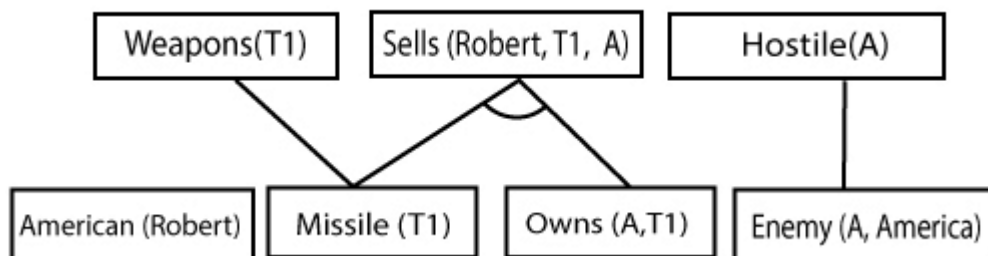 Weapons(T1)
Sells (Robert, T1, A)
Hostile(A)
American (Robert)
Missile (T1)
Owns (A,T1)
Enemy (A, America)